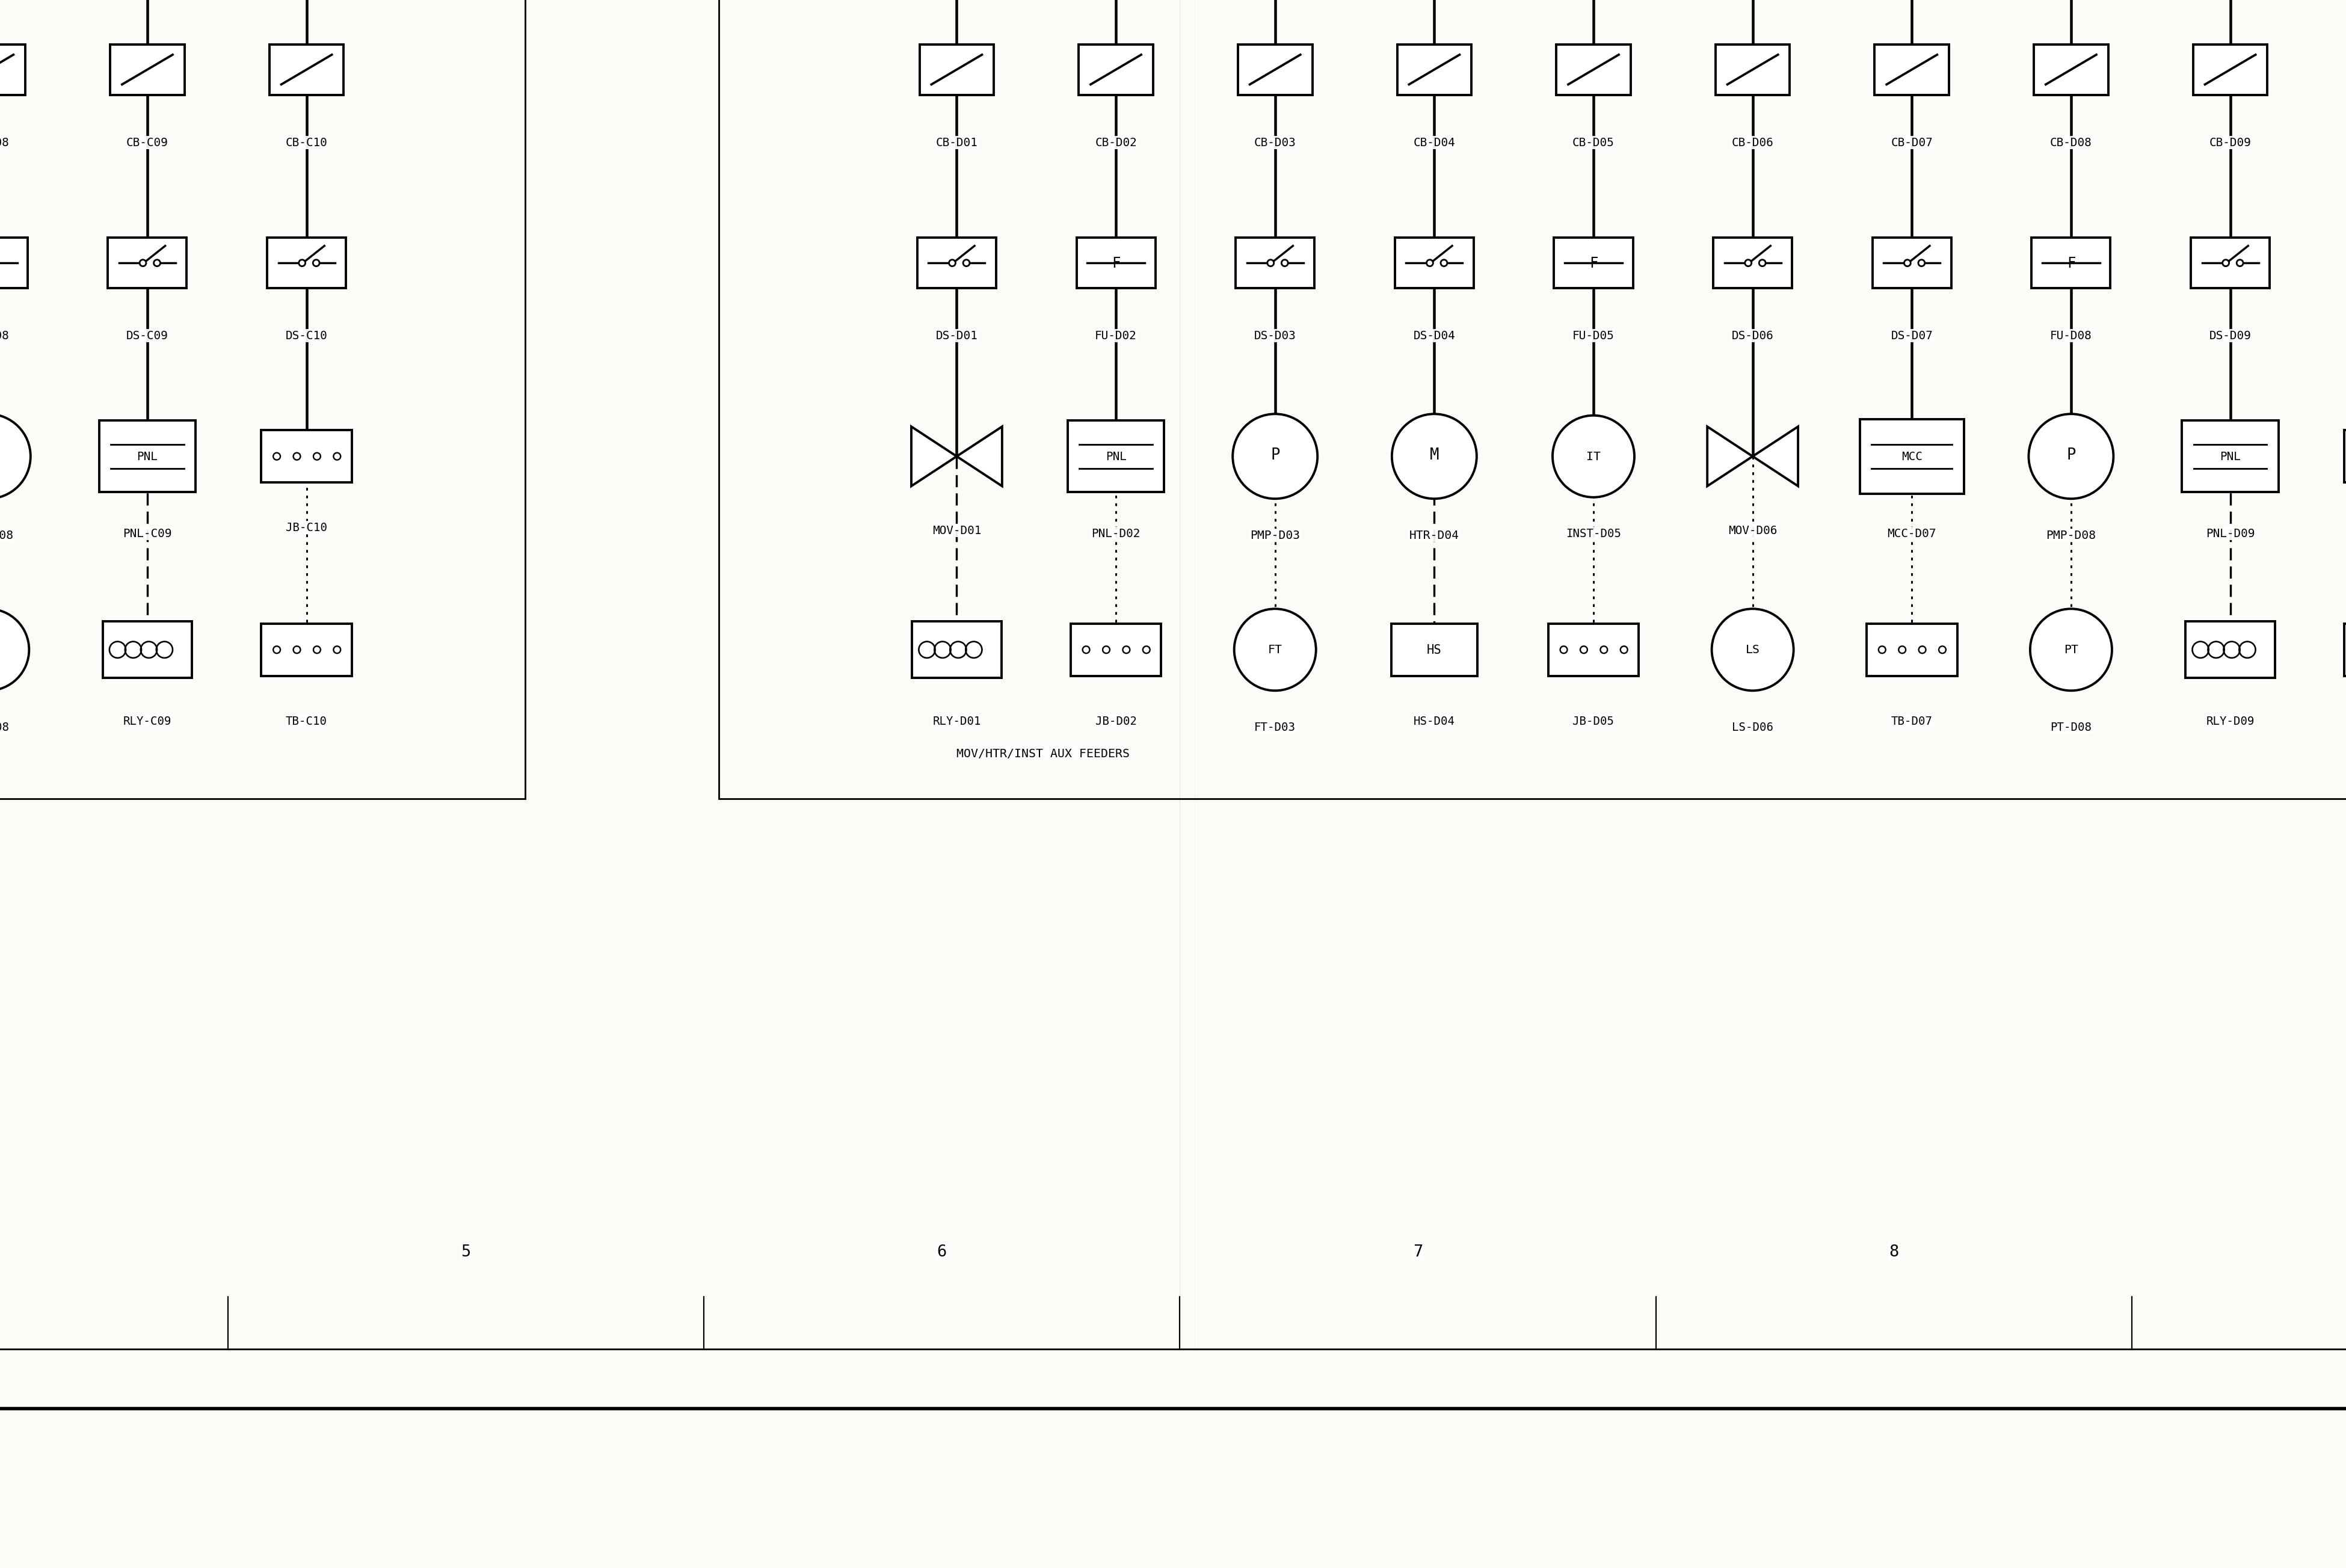 08 CB-C09 CB-C10 CB-D01 CB-D02 CB-D03 CB-D04 CB-D05 CB-D06 CB-D07 CB-D08 CB-D09
F F F
08 DS-C09 DS-C10 DS-D01 FU-D02 DS-D03 DS-D04 FU-D05 DS-D06 DS-D07 FU-D08 DS-D09
PNL PNL P M IT MCC P PNL
08 PNL-C09 JB-C10 MOV-D01 PNL-D02 PMP-D03 HTR-D04 INST-D05 MOV-D06 MCC-D07 PMP-D08 PNL-D09
FT HS LS PT
08 RLY-C09 TB-C10 RLY-D01 JB-D02 FT-D03 HS-D04 JB-D05 LS-D06 TB-D07 PT-D08 RLY-D09
MOV/HTR/INST AUX FEEDERS
5 6 7 8